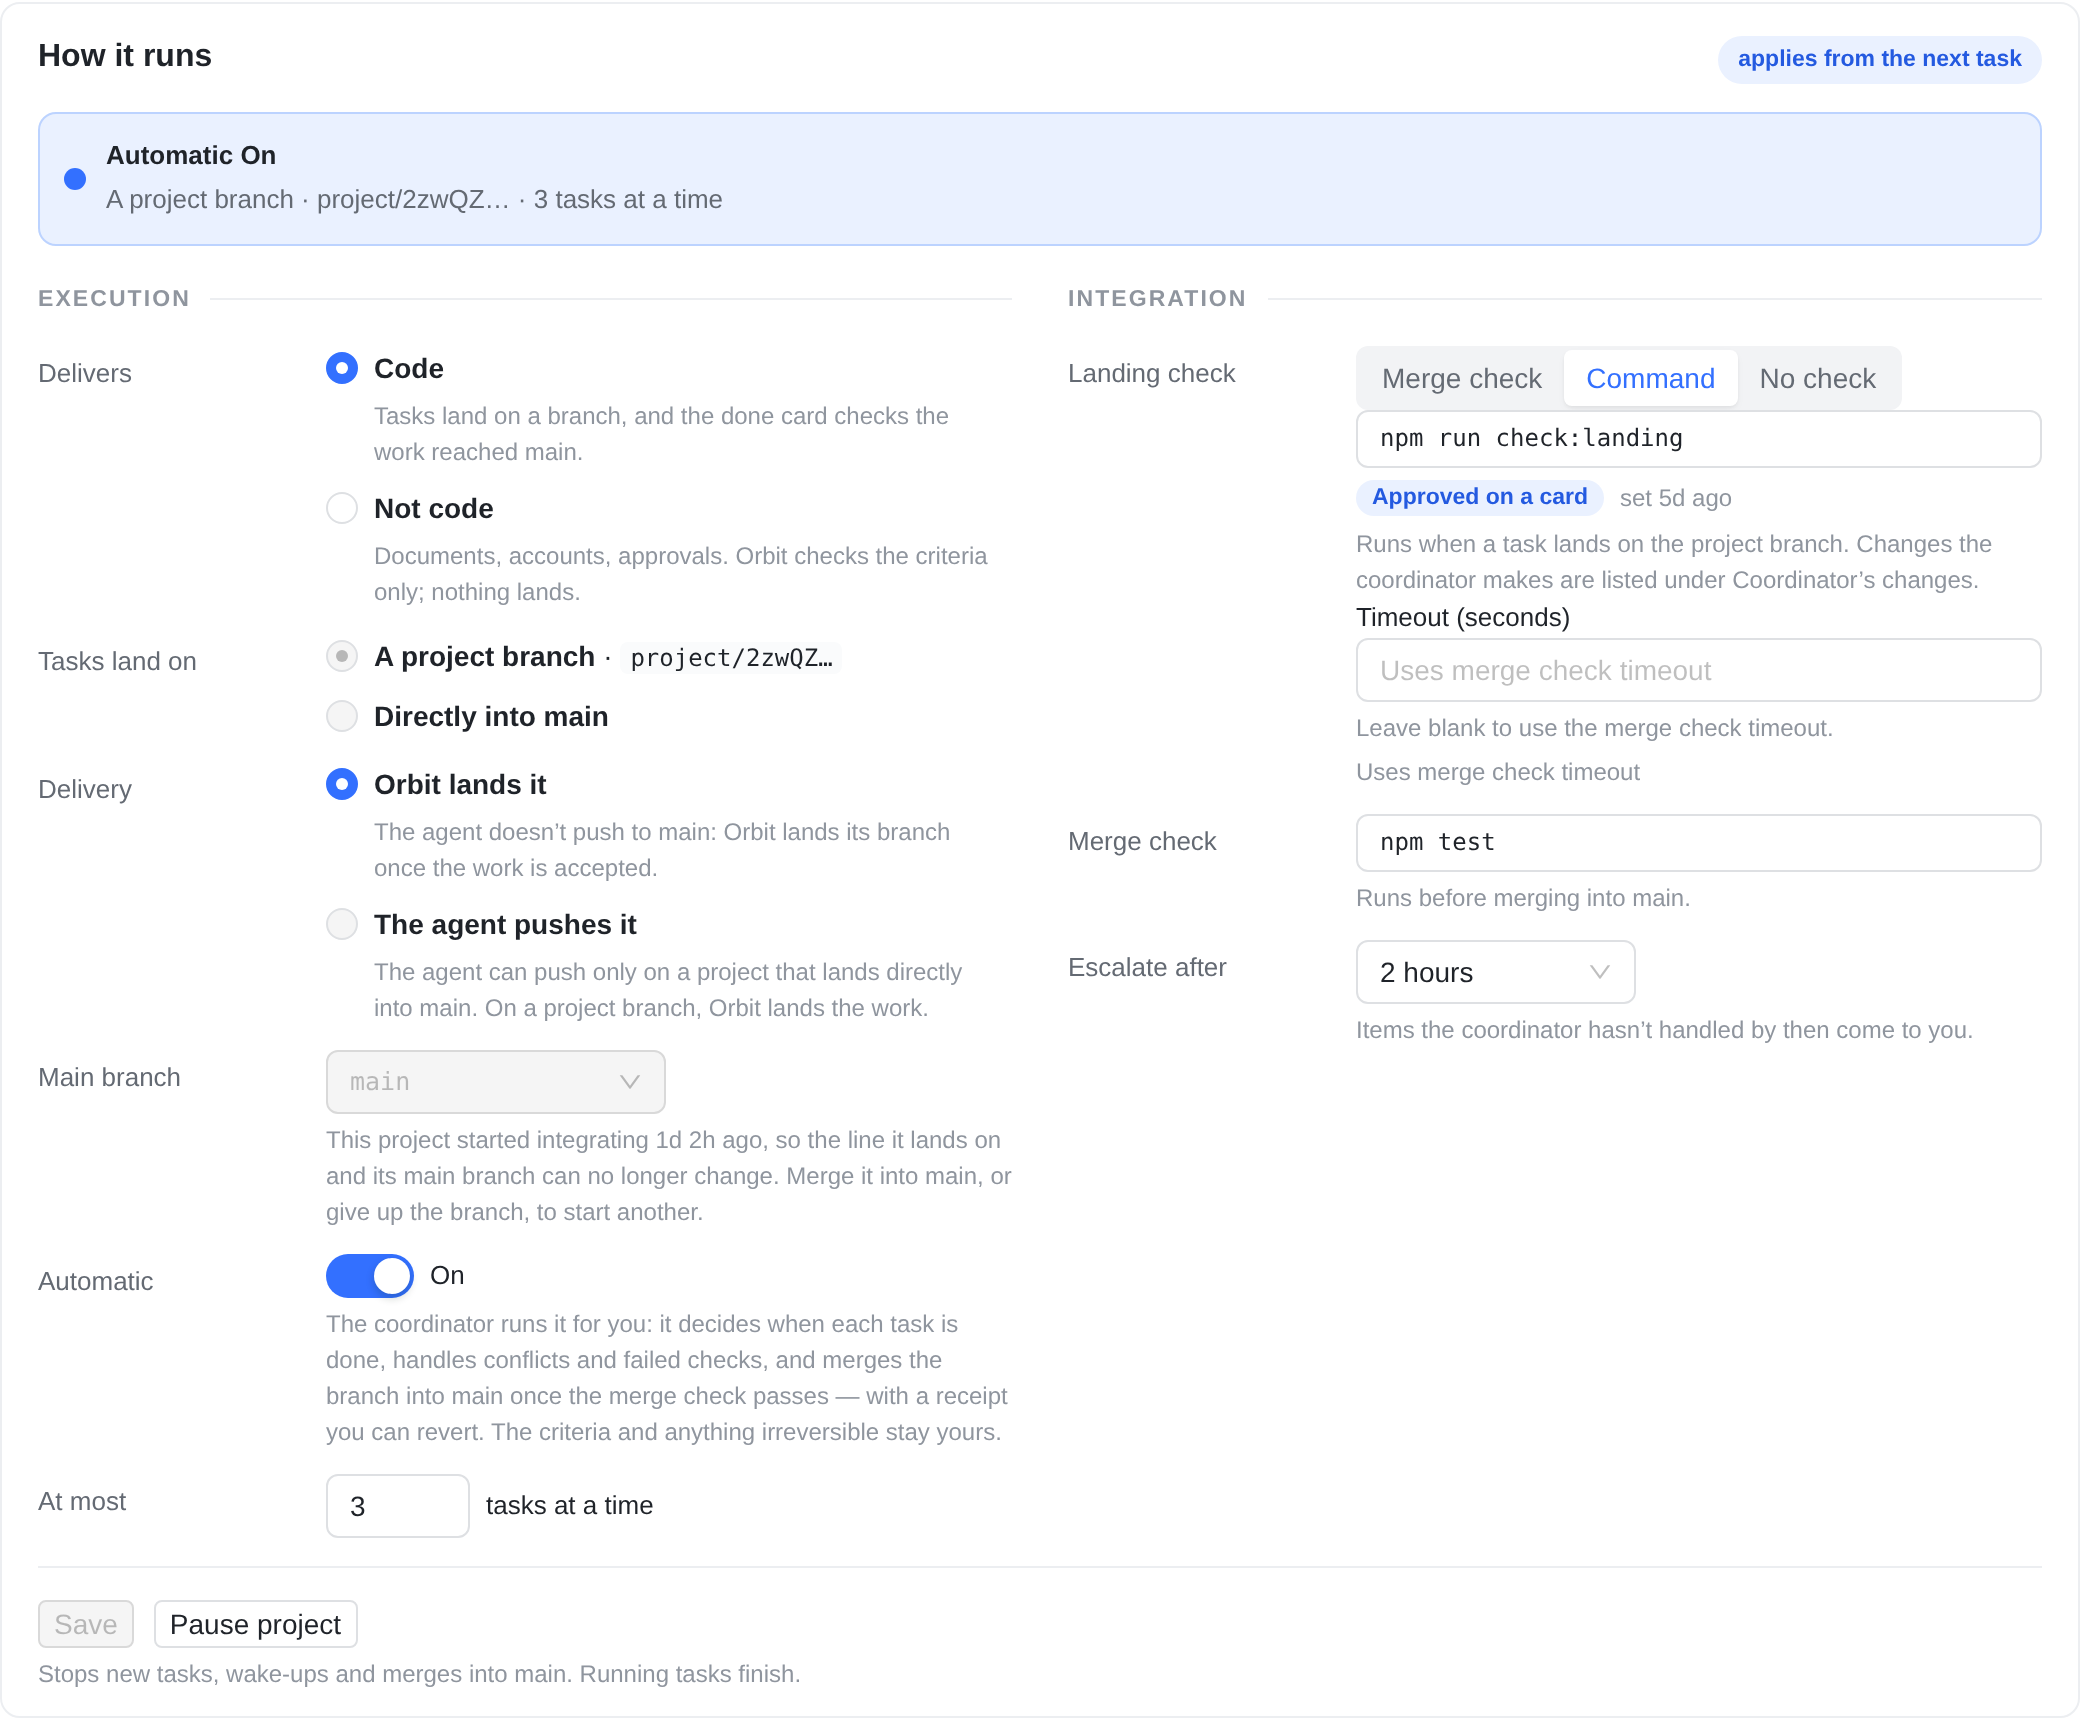 How it runs
applies from the next task
Automatic On
A project branch · project/2zwQZ… · 3 tasks at a time
EXECUTION
Delivers
Code
Tasks land on a branch, and the done card checks the
work reached main.
Not code
Documents, accounts, approvals. Orbit checks the criteria
only; nothing lands.
Tasks land on
A project branch · project/2zwQZ…
Directly into main
Delivery
Orbit lands it
The agent doesn’t push to main: Orbit lands its branch
once the work is accepted.
The agent pushes it
The agent can push only on a project that lands directly
into main. On a project branch, Orbit lands the work.
Main branch
main
This project started integrating 1d 2h ago, so the line it lands on
and its main branch can no longer change. Merge it into main, or
give up the branch, to start another.
Automatic
On
The coordinator runs it for you: it decides when each task is
done, handles conflicts and failed checks, and merges the
branch into main once the merge check passes — with a receipt
you can revert. The criteria and anything irreversible stay yours.
At most
3 tasks at a time
INTEGRATION
Landing check
Merge check Command No check
npm run check:landing
Approved on a card set 5d ago
Runs when a task lands on the project branch. Changes the
coordinator makes are listed under Coordinator’s changes.
Timeout (seconds)
Uses merge check timeout
Leave blank to use the merge check timeout.
Uses merge check timeout
Merge check
npm test
Runs before merging into main.
Escalate after
2 hours
Items the coordinator hasn’t handled by then come to you.
Save Pause project
Stops new tasks, wake-ups and merges into main. Running tasks finish.